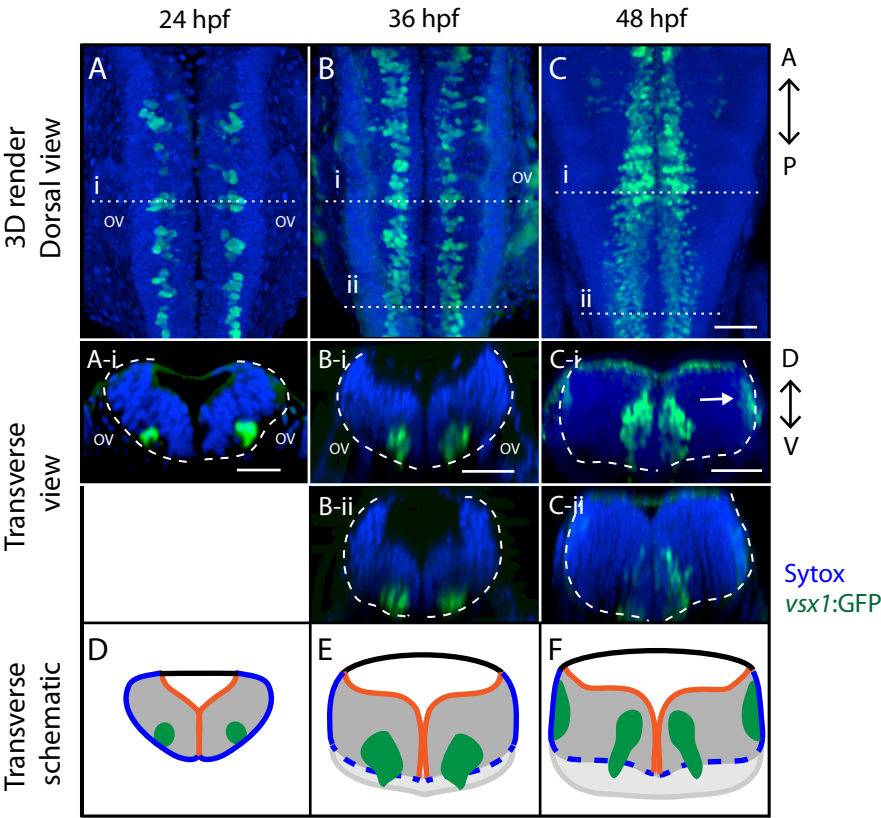 24 hpf
36 hpf
48 hpf
3D render
Dorsal view
A
B
C
A
P
i
i
i
OV
OV
OV
ii
ii
Transverse
view
A-i
B-i
C-i
D
V
OV
OV
OV
OV
B-ii
C-ii
Sytox
vsx1:GFP
Transverse
schematic
D
E
F